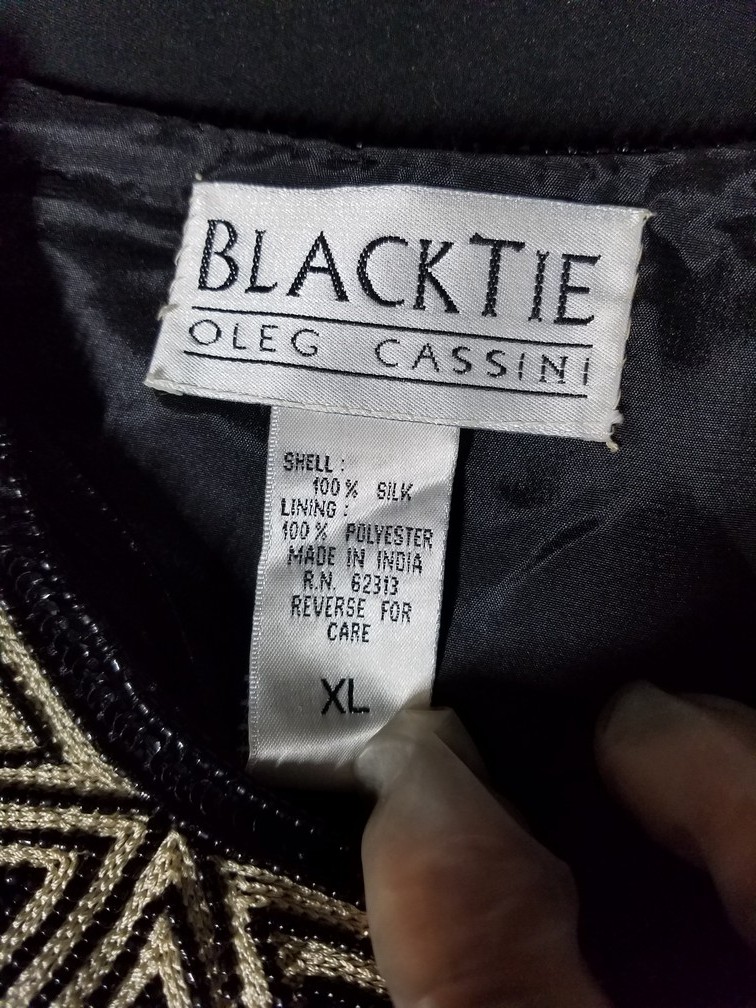 BLACKTIE
OLEG CASSINI
SHELL :
100% SILK
LINING :
100% POLYESTER
MADE IN INDIA
R.N. 62313
REVERSE FOR
CARE
XL